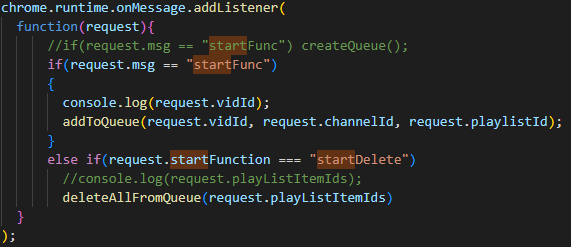 chrome.runtime.onMessage.addListener(
  function(request){
      //if(request.msg == "startFunc") createQueue();
      if(request.msg == "startFunc")
      {
        console.log(request.vidId);
        addToQueue(request.vidId, request.channelId, request.playlistId);
      }
      else if(request.startFunction === "startDelete")
        //console.log(request.playListItemIds);
        deleteAllFromQueue(request.playListItemIds)
  }
);